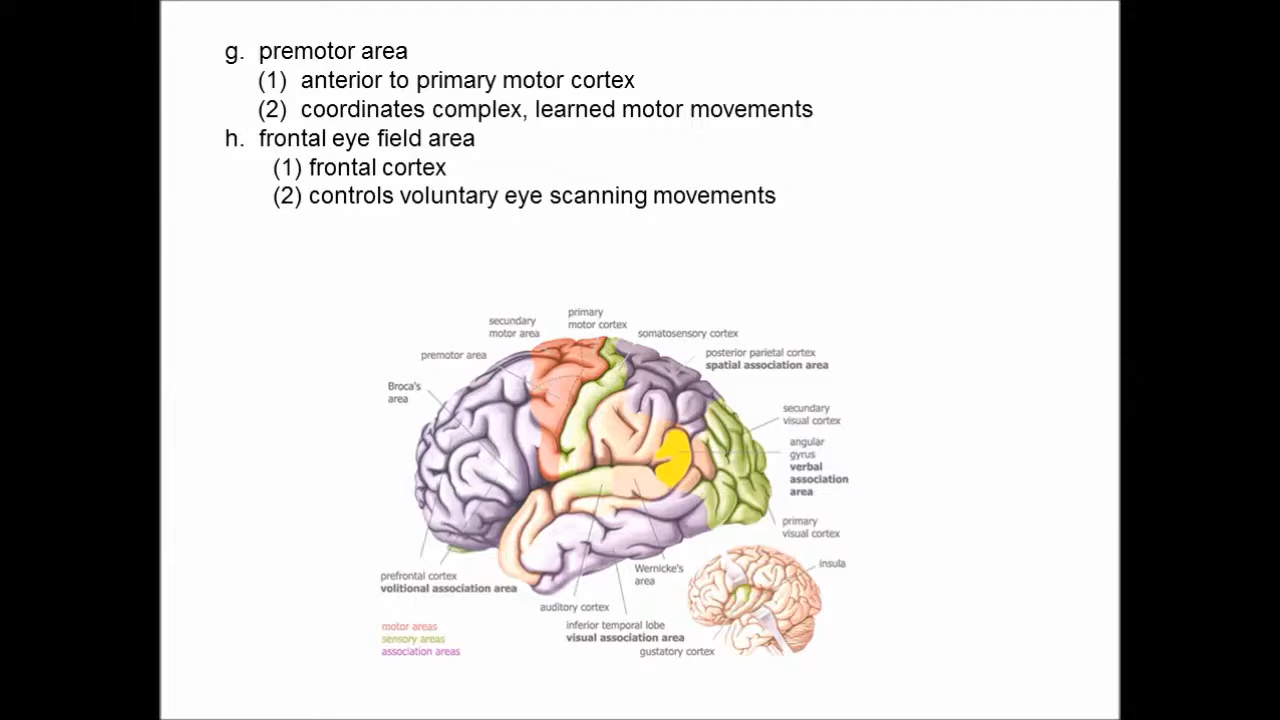 g. premotor area
(1) anterior to primary motor cortex
(2) coordinates complex, learned motor movements
h. frontal eye field area
(1) frontal cortex
(2) controls voluntary eye scanning movements
primary
motor cortex
secundary
motor area
somatosensory cortex
premotor area
posterior parietal cortex
spatial association area
Broca's
area
secundary
visual cortex
angular
gyrus
verbal
association
area
primary
visual cortex
insula
Wernicke's
area
prefrontal cortex
volitional association area
auditory cortex
inferior temporal lobe
visual association area
gustatory cortex
motor areas
sensory areas
association areas